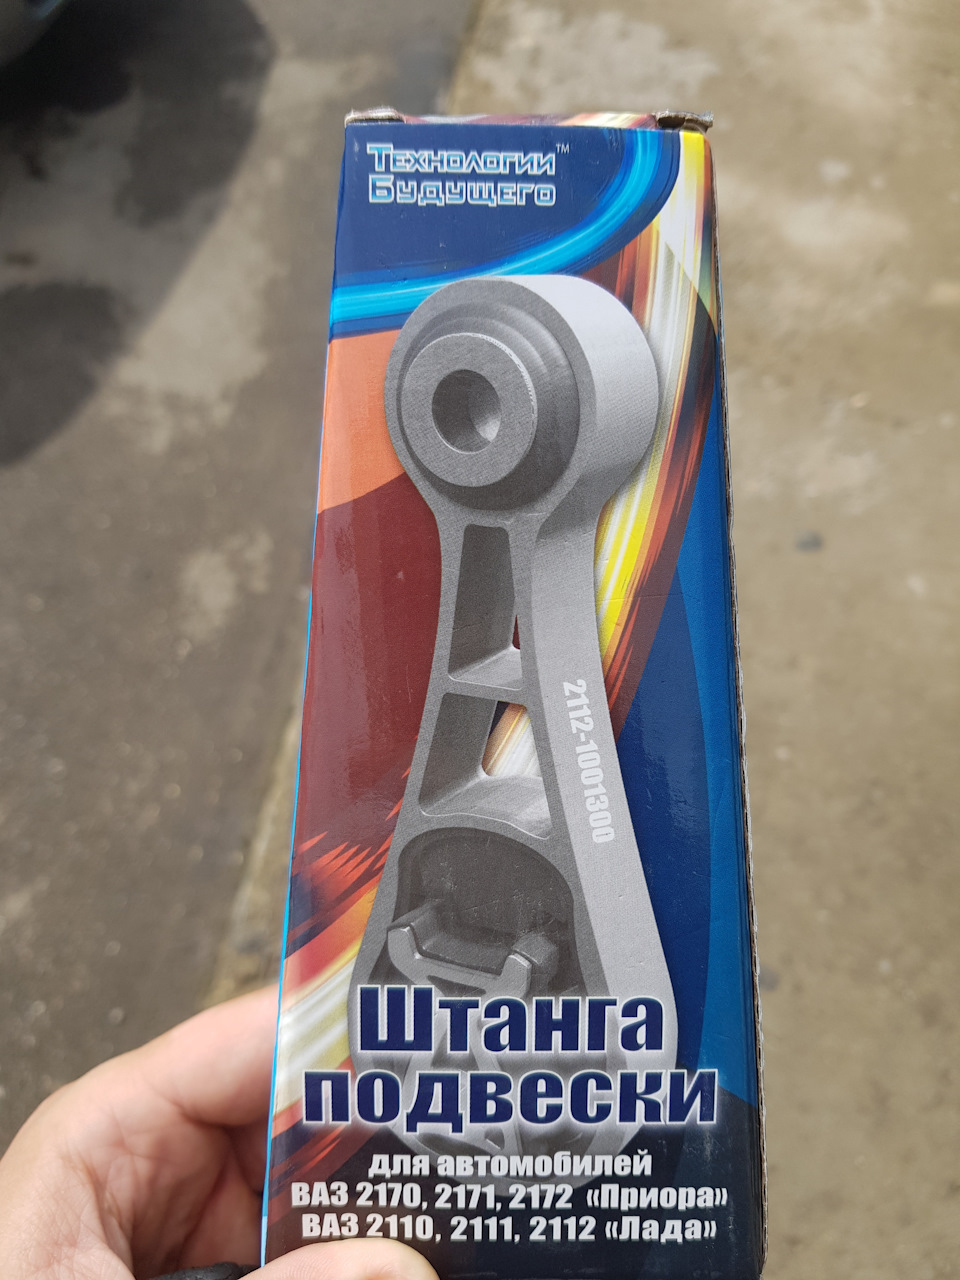 Технологии™
Будущего
2112-1001300
Штанга
подвески
для автомобилей
ВАЗ 2170, 2171, 2172 «Приора»
ВАЗ 2110, 2111, 2112 «Лада»